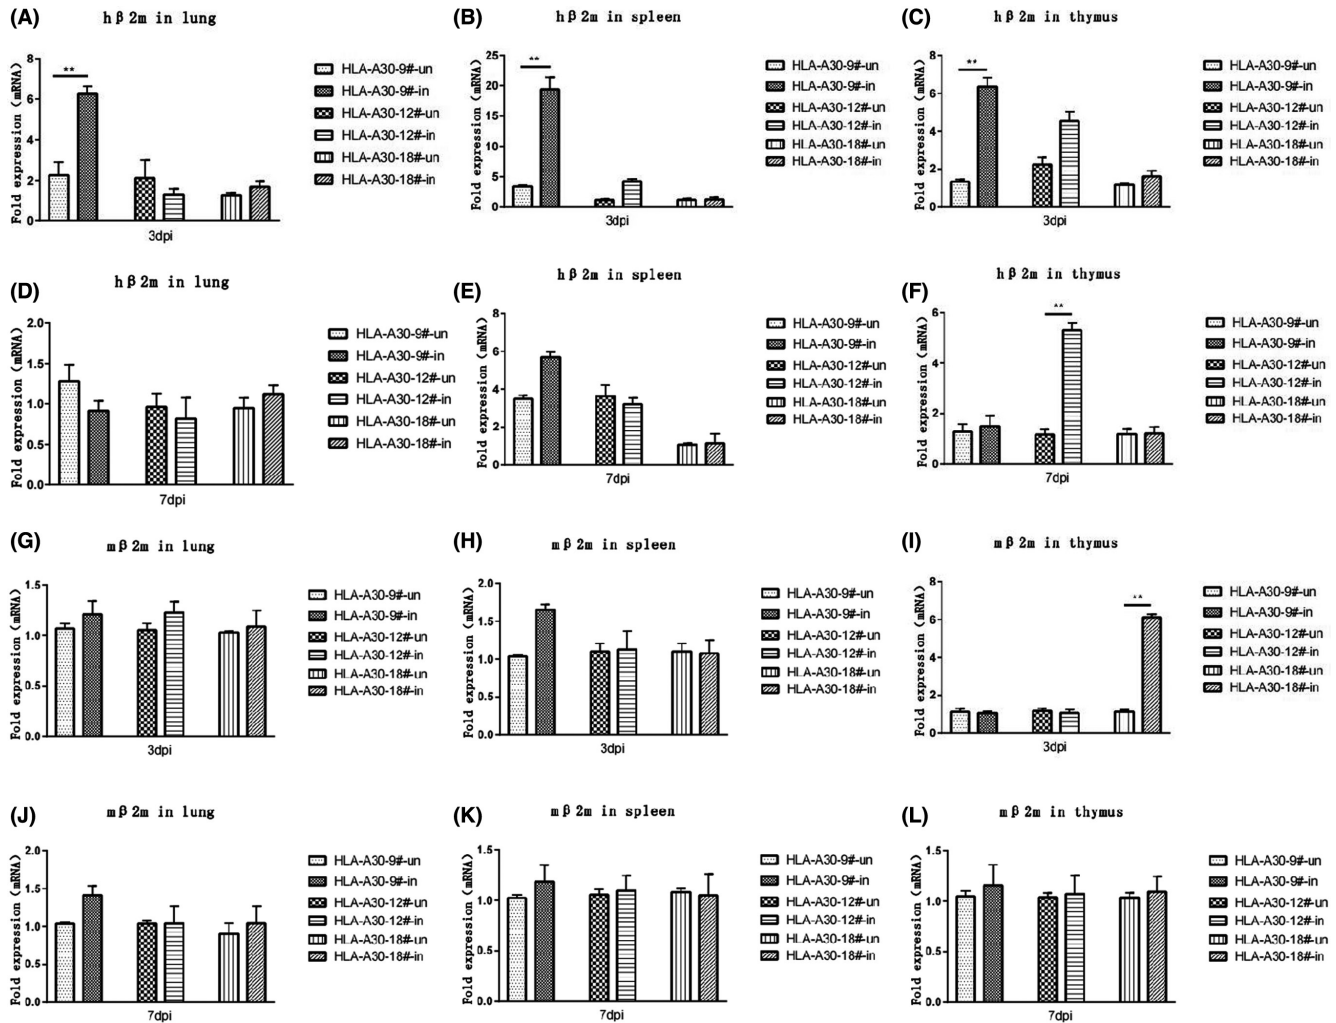 (A) hβ2m in lung
Fold expression (mRNA)
8
6
4
2
0
**
3dpi
HLA-A30-9#-un
HLA-A30-9#-in
HLA-A30-12#-un
HLA-A30-12#-in
HLA-A30-18#-un
HLA-A30-18#-in
(B) hβ2m in spleen
Fold expression (mRNA)
25
20
15
10
5
0
**
3dpi
HLA-A30-9#-un
HLA-A30-9#-in
HLA-A30-12#-un
HLA-A30-12#-in
HLA-A30-18#-un
HLA-A30-18#-in
(C) hβ2m in thymus
Fold expression (mRNA)
8
6
4
2
0
**
3dpi
HLA-A30-9#-un
HLA-A30-9#-in
HLA-A30-12#-un
HLA-A30-12#-in
HLA-A30-18#-un
HLA-A30-18#-in
(D) hβ2m in lung
Fold expression (mRNA)
2.0
1.5
1.0
0.5
0.0
7dpi
HLA-A30-9#-un
HLA-A30-9#-in
HLA-A30-12#-un
HLA-A30-12#-in
HLA-A30-18#-un
HLA-A30-18#-in
(E) hβ2m in spleen
Fold expression (mRNA)
8
6
4
2
0
7dpi
HLA-A30-9#-un
HLA-A30-9#-in
HLA-A30-12#-un
HLA-A30-12#-in
HLA-A30-18#-un
HLA-A30-18#-in
(F) hβ2m in thymus
Fold expression (mRNA)
6
4
2
0
**
7dpi
HLA-A30-9#-un
HLA-A30-9#-in
HLA-A30-12#-un
HLA-A30-12#-in
HLA-A30-18#-un
HLA-A30-18#-in
(G) mβ2m in lung
Fold expression (mRNA)
1.5
1.0
0.5
0.0
3dpi
HLA-A30-9#-un
HLA-A30-9#-in
HLA-A30-12#-un
HLA-A30-12#-in
HLA-A30-18#-un
HLA-A30-18#-in
(H) mβ2m in spleen
Fold expression (mRNA)
2.0
1.5
1.0
0.5
0.0
3dpi
HLA-A30-9#-un
HLA-A30-9#-in
HLA-A30-12#-un
HLA-A30-12#-in
HLA-A30-18#-un
HLA-A30-18#-in
(I) mβ2m in thymus
Fold expression (mRNA)
8
6
4
2
0
**
3dpi
HLA-A30-9#-un
HLA-A30-9#-in
HLA-A30-12#-un
HLA-A30-12#-in
HLA-A30-18#-un
HLA-A30-18#-in
(J) mβ2m in lung
Fold expression (mRNA)
2.0
1.5
1.0
0.5
0.0
7dpi
HLA-A30-9#-un
HLA-A30-9#-in
HLA-A30-12#-un
HLA-A30-12#-in
HLA-A30-18#-un
HLA-A30-18#-in
(K) mβ2m in spleen
Fold expression (mRNA)
1.5
1.0
0.5
0.0
7dpi
HLA-A30-9#-un
HLA-A30-9#-in
HLA-A30-12#-un
HLA-A30-12#-in
HLA-A30-18#-un
HLA-A30-18#-in
(L) mβ2m in thymus
Fold expression (mRNA)
1.5
1.0
0.5
0.0
7dpi
HLA-A30-9#-un
HLA-A30-9#-in
HLA-A30-12#-un
HLA-A30-12#-in
HLA-A30-18#-un
HLA-A30-18#-in